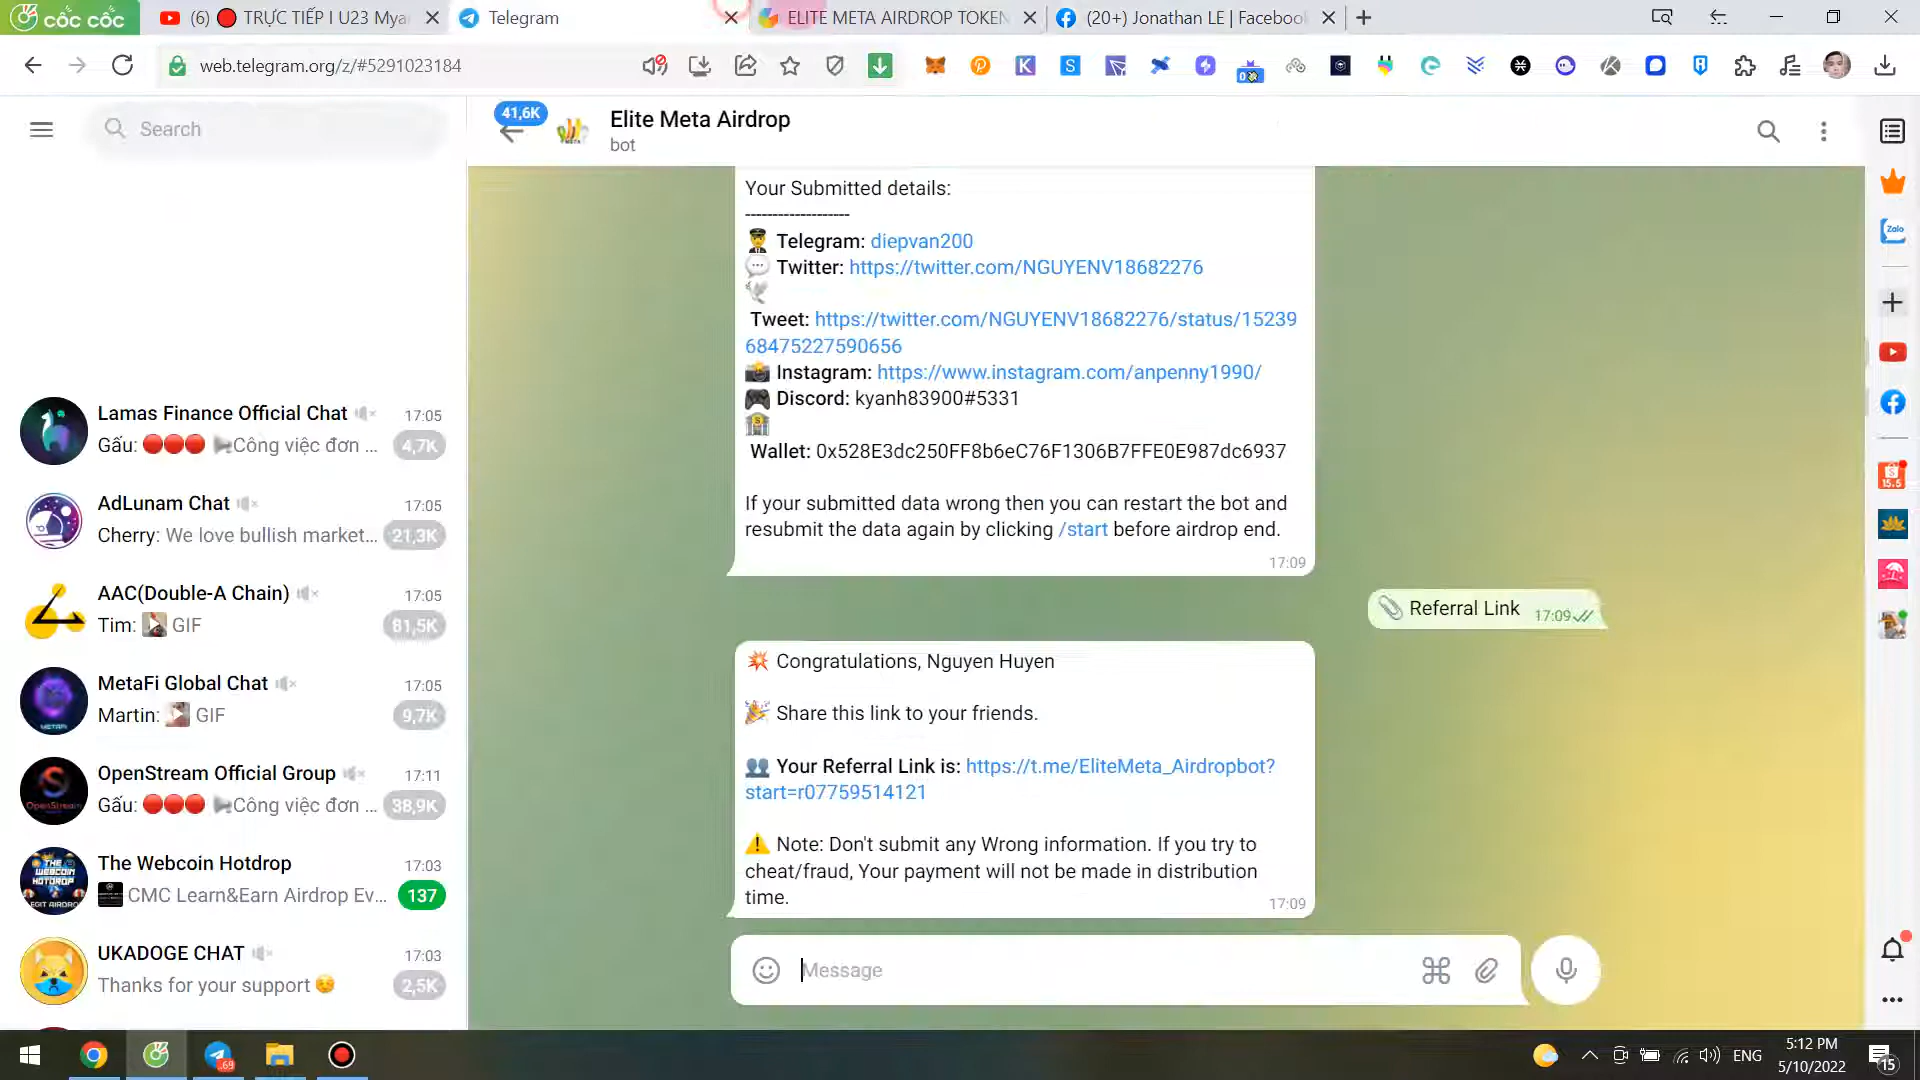 cốc cốc
(6) 🔴 TRỰC TIẾP I U23 Myan
Telegram
ELITE META AIRDROP TOKEN
(20+) Jonathan LE | Facebook
web.telegram.org/z/#5291023184
Search
41,6K
Elite Meta Airdrop
bot
Lamas Finance Official Chat
17:05
Gấu: 🔴🔴🔴 Công việc đơn ...
4,7K
AdLunam Chat
17:05
Cherry: We love bullish market...
21,3K
AAC(Double-A Chain)
17:05
Tim: GIF
81,5K
MetaFi Global Chat
17:05
Martin: GIF
9,7K
OpenStream Official Group
17:11
Gấu: 🔴🔴🔴 Công việc đơn ...
38,9K
The Webcoin Hotdrop
17:03
CMC Learn&Earn Airdrop Ev...
137
UKADOGE CHAT
17:03
Thanks for your support 😌
2,5K
Your Submitted details:
-------------------
Telegram: diepvan200
Twitter: https://twitter.com/NGUYENV18682276
Tweet: https://twitter.com/NGUYENV18682276/status/15239
68475227590656
Instagram: https://www.instagram.com/anpenny1990/
Discord: kyanh83900#5331
Wallet: 0x528E3dc250FF8b6eC76F1306B7FFE0E987dc6937
If your submitted data wrong then you can restart the bot and
resubmit the data again by clicking /start before airdrop end.
17:09
Referral Link 17:09
Congratulations, Nguyen Huyen
Share this link to your friends.
Your Referral Link is: https://t.me/EliteMeta_Airdropbot?
start=r07759514121
Note: Don't submit any Wrong information. If you try to
cheat/fraud, Your payment will not be made in distribution
time.
17:09
Message
Zalo
15.5
69
ENG
5:12 PM
5/10/2022
15